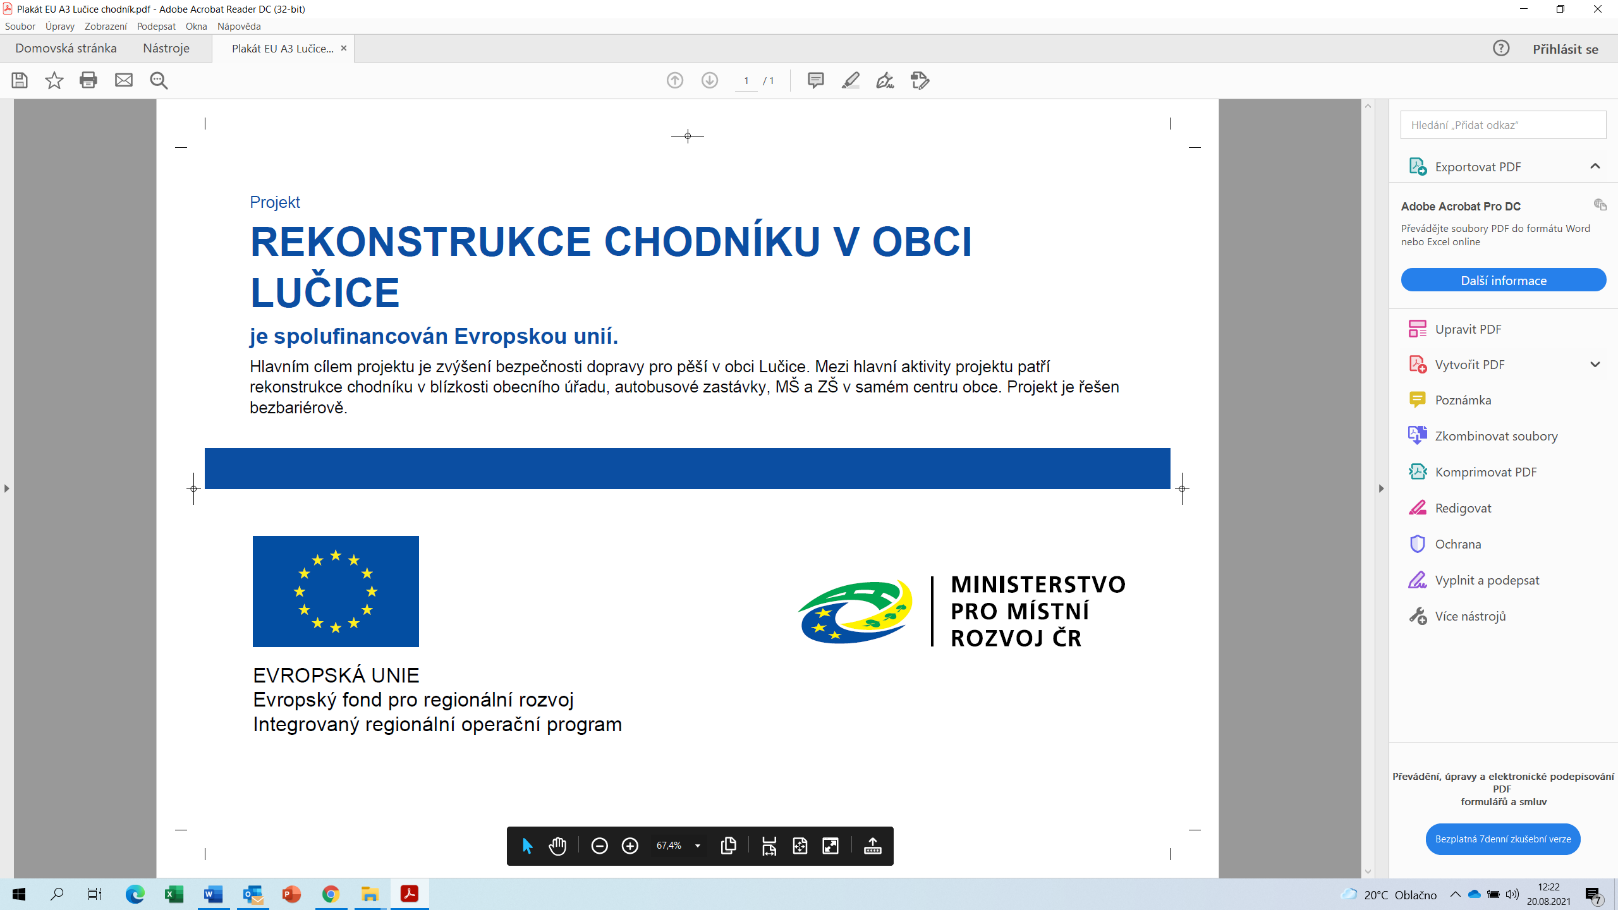 Plakát EU A3 Lučice chodník.pdf - Adobe Acrobat Reader DC (32-bit)
Soubor Úpravy Zobrazení Podepsat Okna Nápověda
Domovská stránka Nástroje Plakát EU A3 Lučice... × Přihlásit se
1 / 1
Hledání „Přidat odkaz"
Exportovat PDF
Adobe Acrobat Pro DC
Převádějte soubory PDF do formátu Word
nebo Excel online
Další informace
Upravit PDF
Vytvořit PDF
Poznámka
Zkombinovat soubory
Komprimovat PDF
Redigovat
Ochrana
Vyplnit a podepsat
Více nástrojů
Převádění, úpravy a elektronické podepisování
PDF
formulářů a smluv
Bezplatná 7denní zkušební verze
Projekt
REKONSTRUKCE CHODNÍKU V OBCI
LUČICE
je spolufinancován Evropskou unií.
Hlavním cílem projektu je zvýšení bezpečnosti dopravy pro pěší v obci Lučice. Mezi hlavní aktivity projektu patří
rekonstrukce chodníku v blízkosti obecního úřadu, autobusové zastávky, MŠ a ZŠ v samém centru obce. Projekt je řešen
bezbariérově.
EVROPSKÁ UNIE
Evropský fond pro regionální rozvoj
Integrovaný regionální operační program
MINISTERSTVO
PRO MÍSTNÍ
ROZVOJ ČR
67,4%
20°C Oblačno
12:22
20.08.2021
7